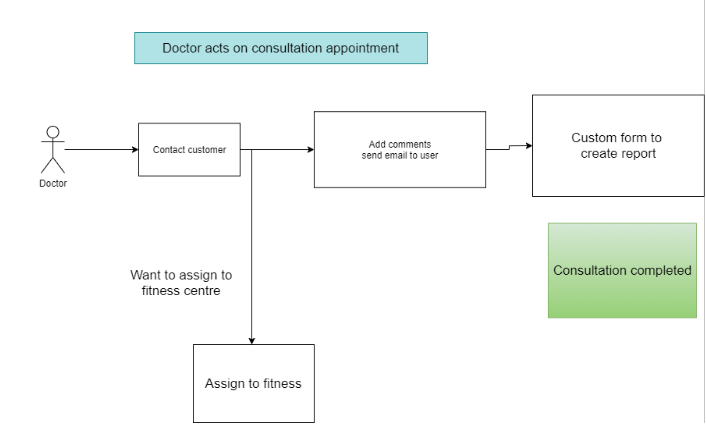 Doctor acts on consultation appointment
Doctor
Contact customer
Add comments
send email to user
Custom form to
create report
Want to assign to
fitness centre
Consultation completed
Assign to fitness